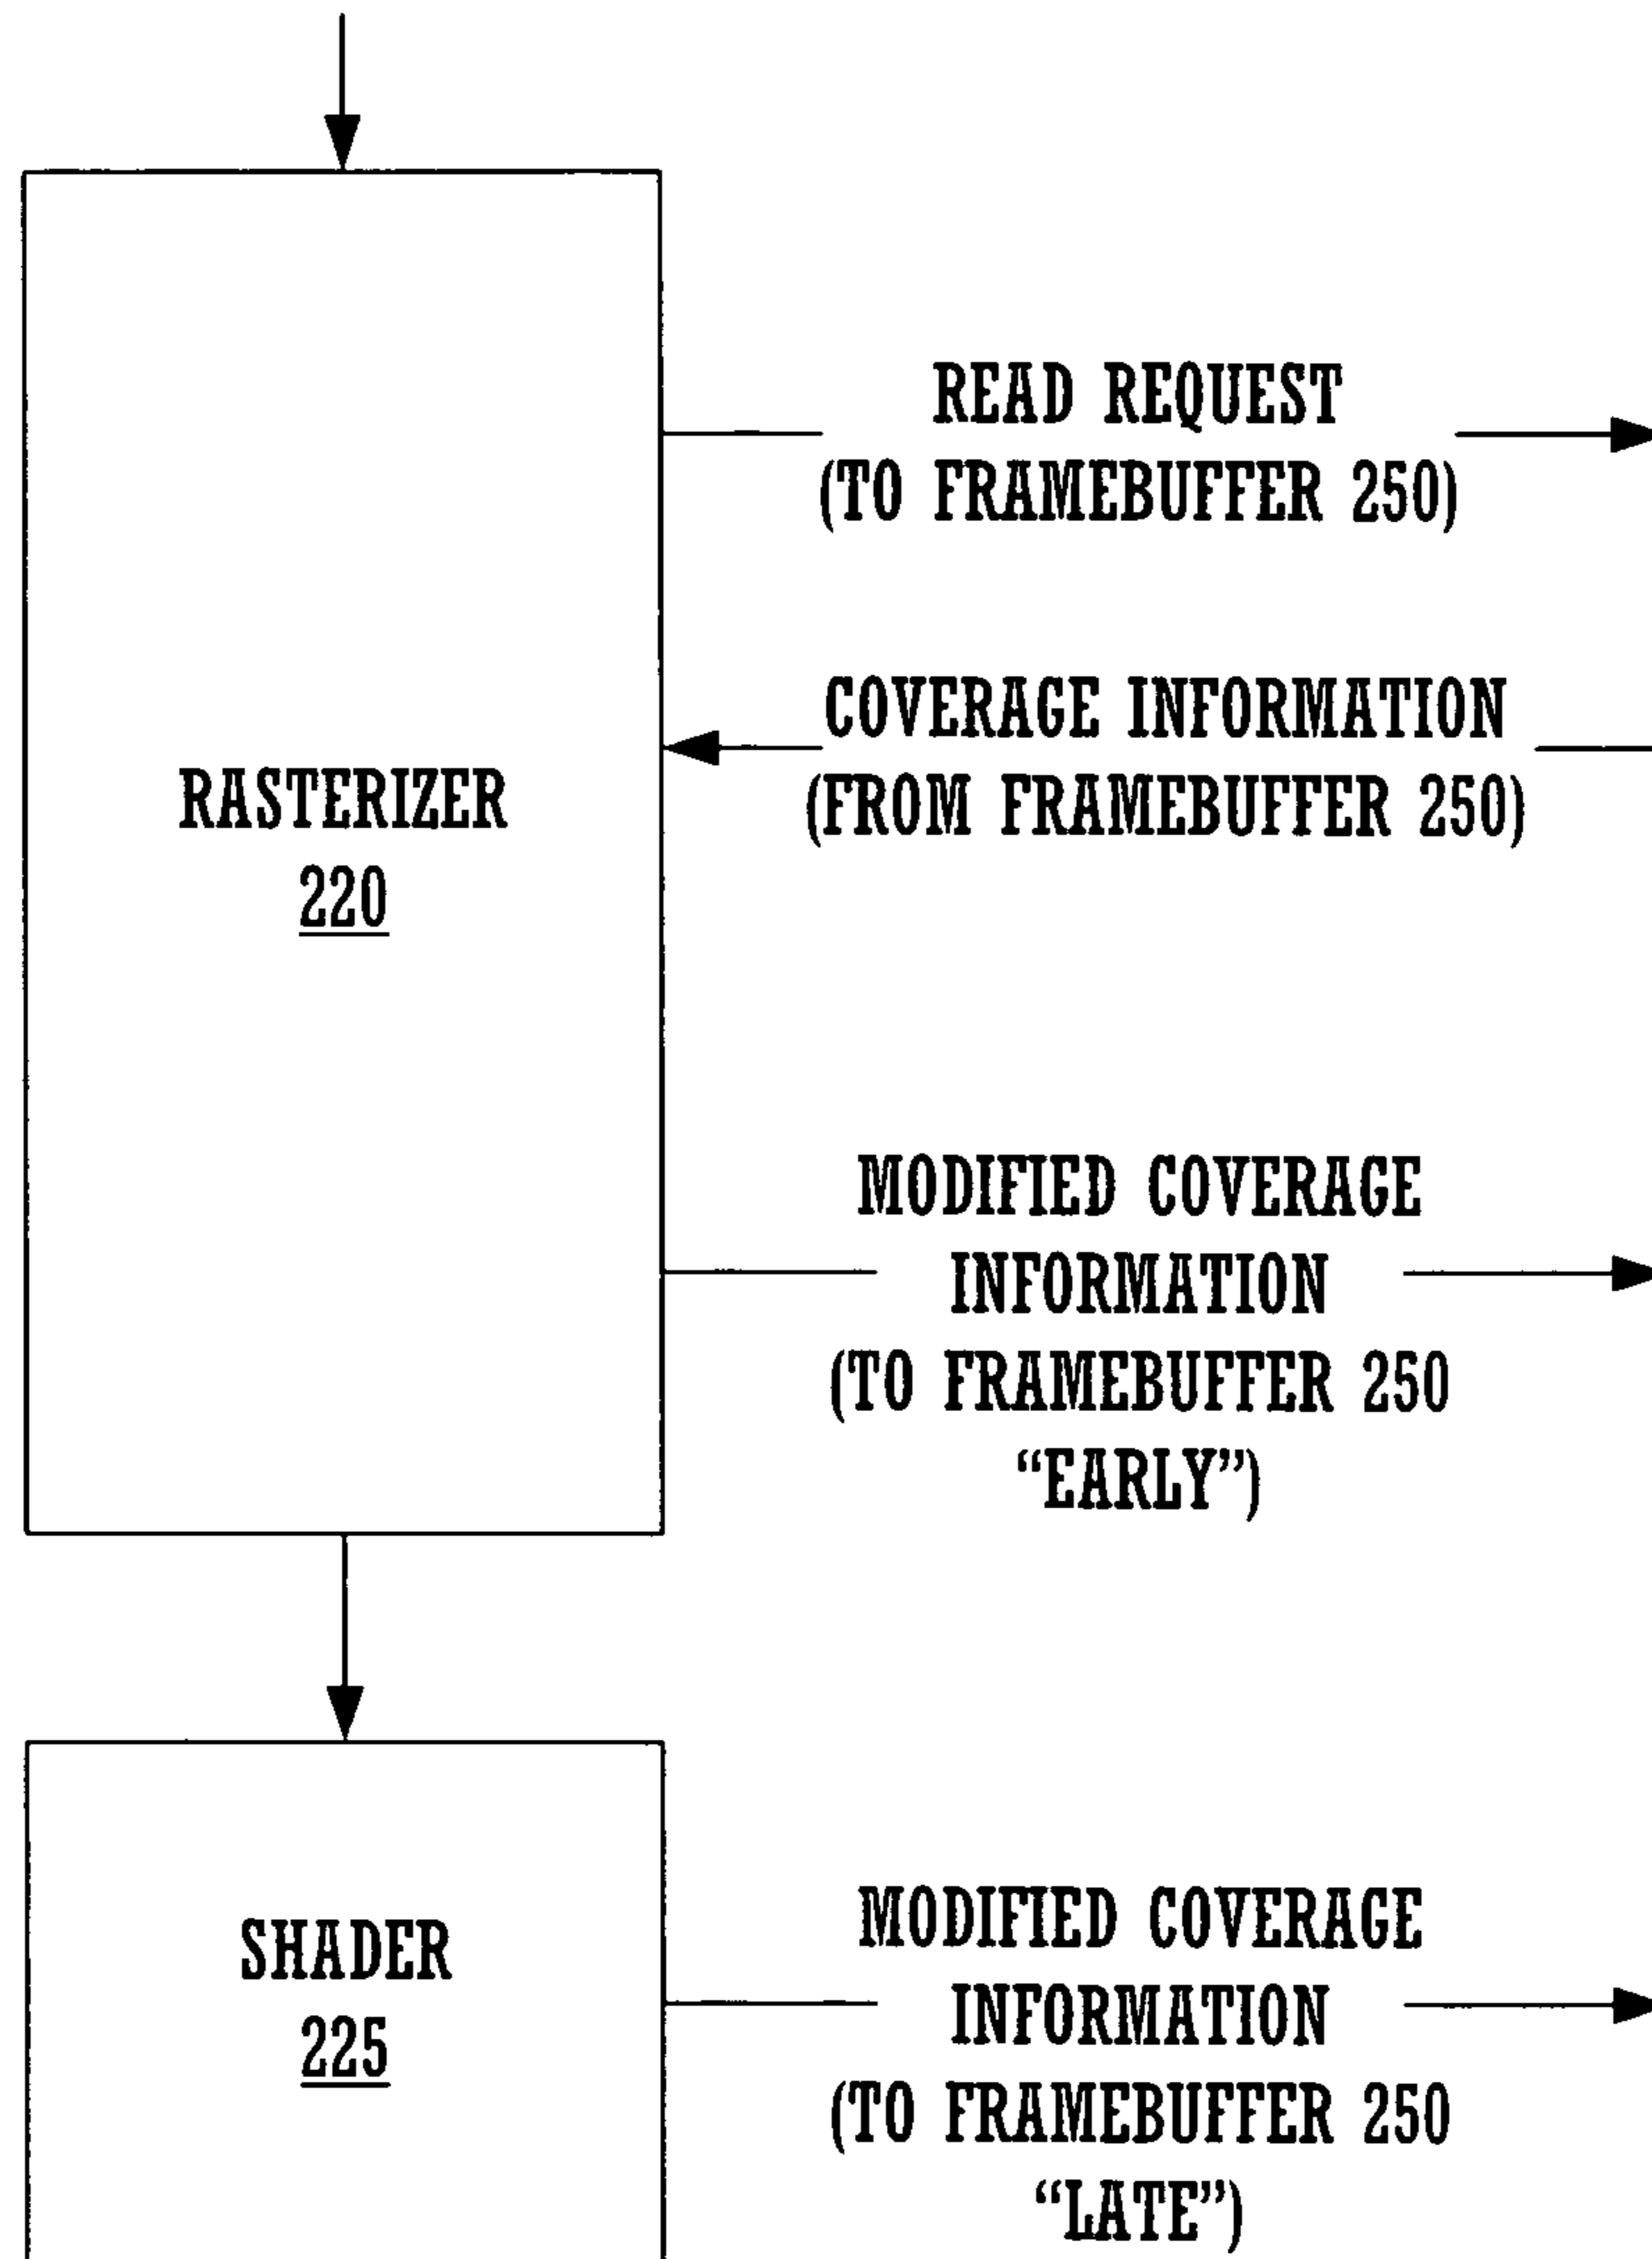 READ REQUEST
(TO FRAMEBUFFER 250)
COVERAGE INFORMATION
(FROM FRAMEBUFFER 250)
RASTERIZER
220
MODIFIED COVERAGE
INFORMATION
(TO FRAMEBUFFER 250
“EARLY”)
SHADER
225
MODIFIED COVERAGE
INFORMATION
(TO FRAMEBUFFER 250
“LATE”)